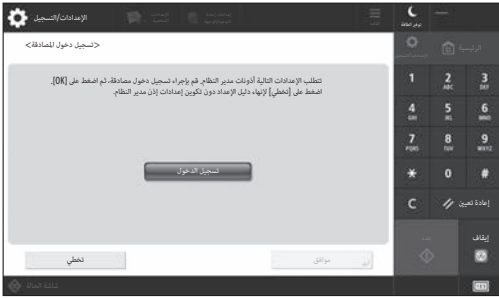 الإعدادات/التسجيل
توفير الطاقة
<تسجيل دخول المصادقة>
الرئيسية
تتطلب الإعدادات التالية أذونات مدير النظام. قم بإجراء تسجيل دخول مصادقة، ثم اضغط على [OK].
اضغط على [تخطي] لإنهاء دليل الإعداد دون تكوين إعدادات إذن مدير النظام.
تسجيل الدخول
تخطي
موافق
شاشة الحالة
1
2 ABC
3 DEF
4 GHI
5 JKL
6 MNO
7 PQRS
8 TUV
9 WXYZ
* 0 #
C
إعادة تعيين
إيقاف